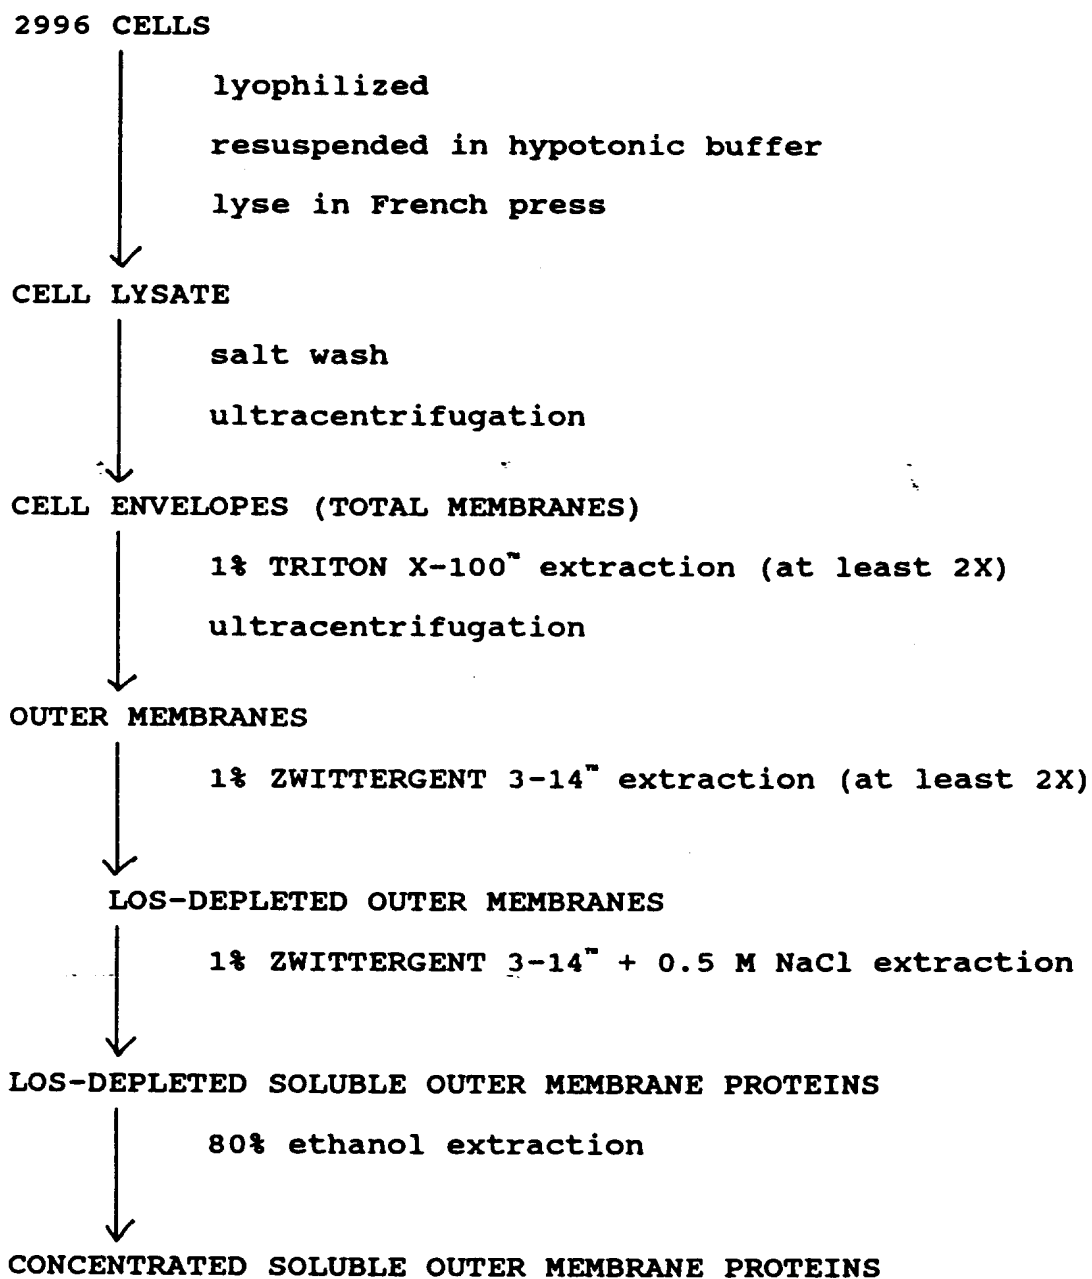 2996 CELLS
lyophilized
resuspended in hypotonic buffer
lyse in French press
CELL LYSATE
salt wash
ultracentrifugation
CELL ENVELOPES (TOTAL MEMBRANES)
1% TRITON X-100™ extraction (at least 2X)
ultracentrifugation
OUTER MEMBRANES
1% ZWITTERGENT 3-14™ extraction (at least 2X)
LOS-DEPLETED OUTER MEMBRANES
1% ZWITTERGENT 3-14™ + 0.5 M NaCl extraction
LOS-DEPLETED SOLUBLE OUTER MEMBRANE PROTEINS
80% ethanol extraction
CONCENTRATED SOLUBLE OUTER MEMBRANE PROTEINS